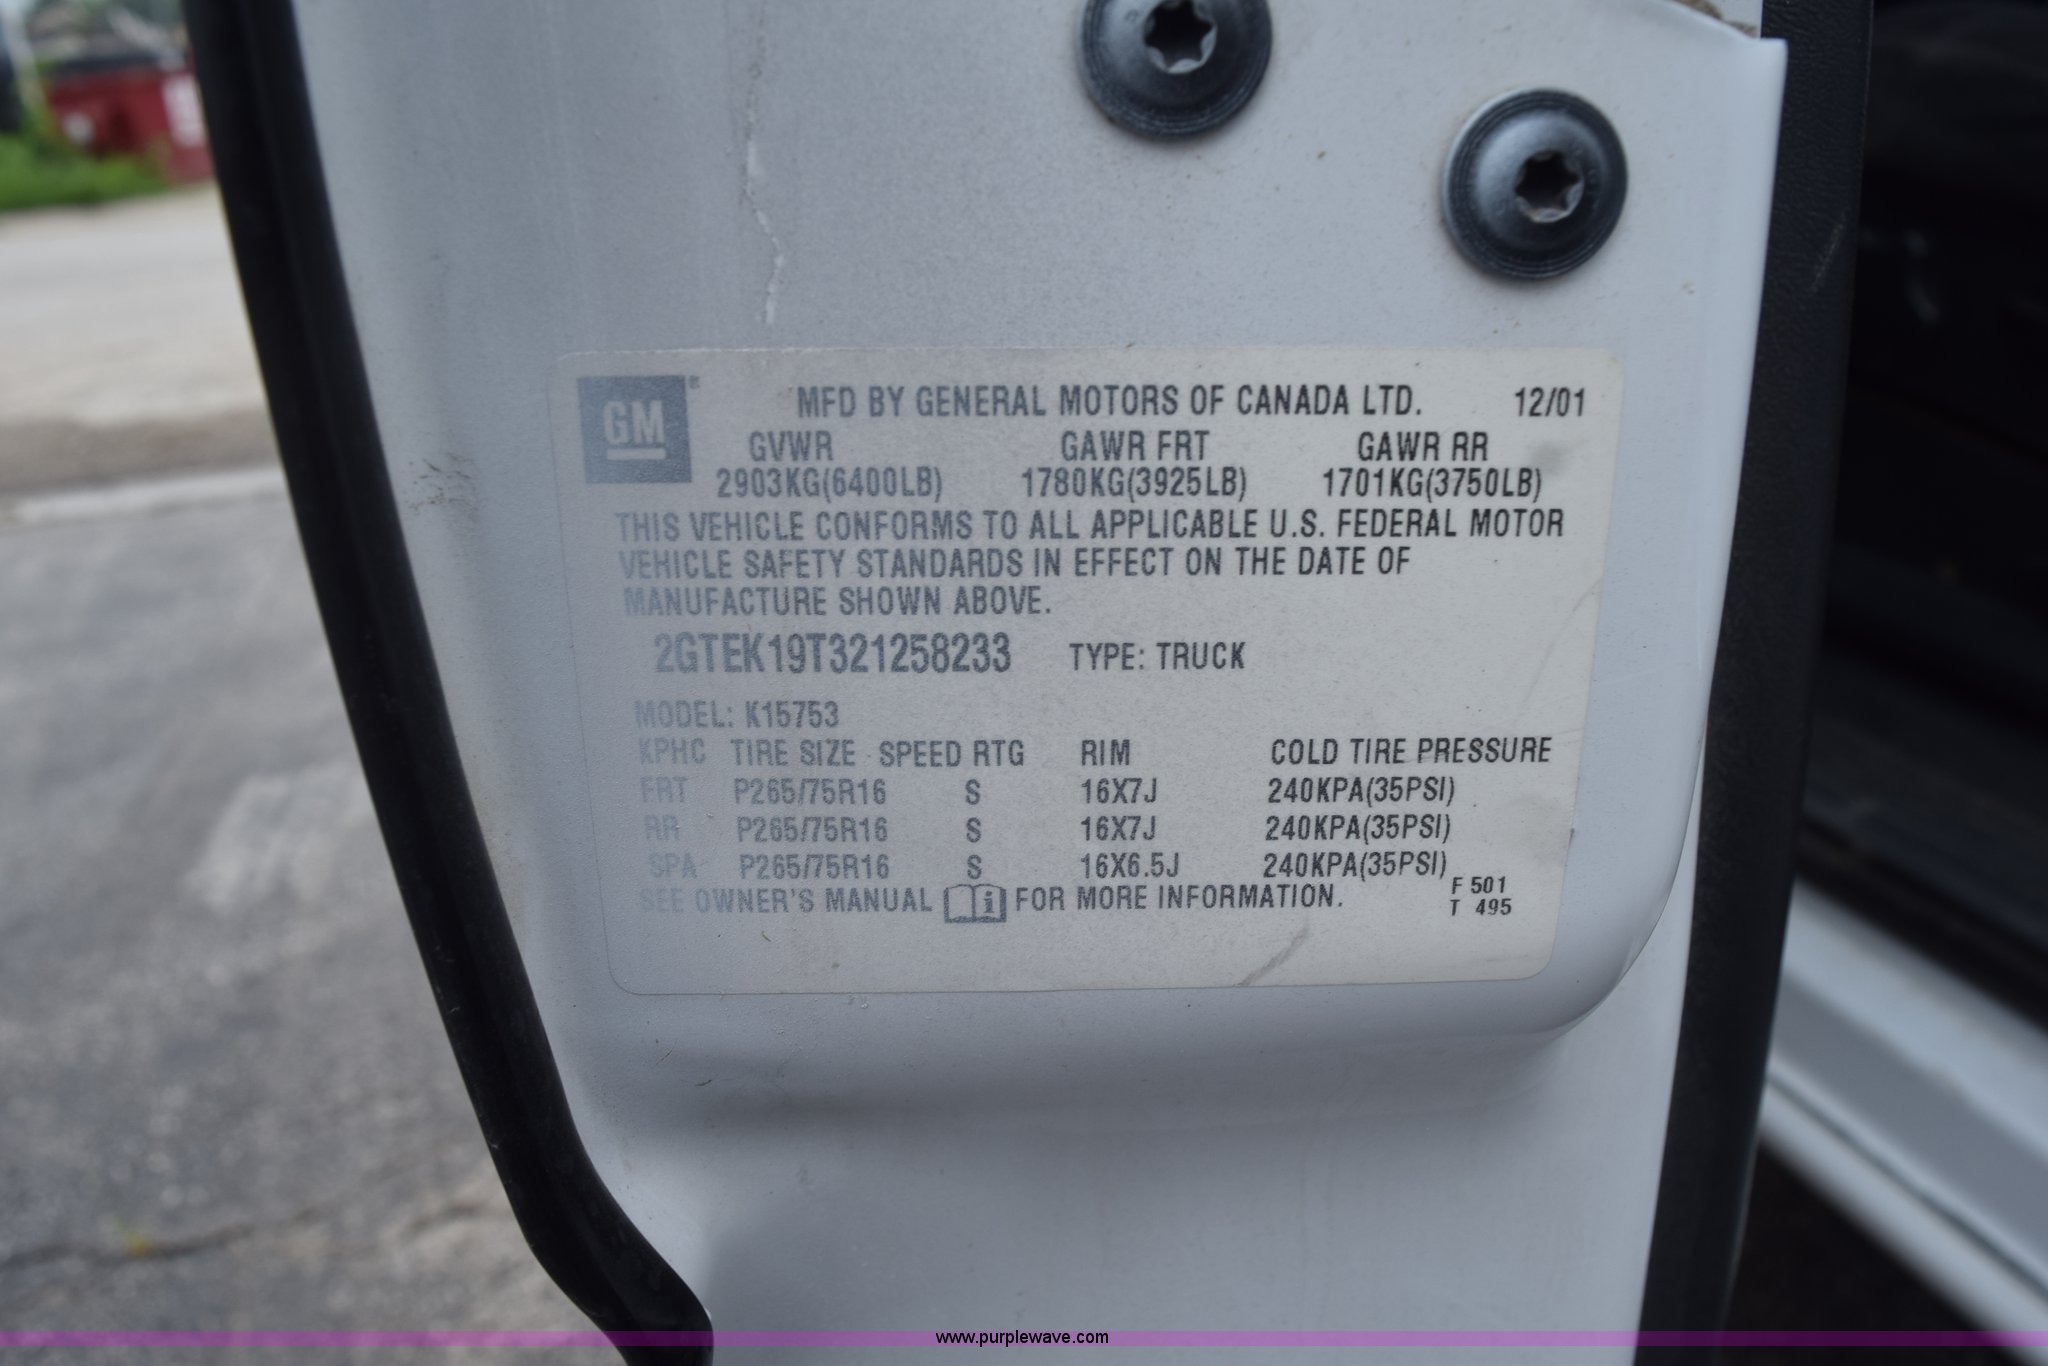 GM®
MFD BY GENERAL MOTORS OF CANADA LTD. 12/01
GVWR GAWR FRT GAWR RR
2903KG(6400LB) 1780KG(3925LB) 1701KG(3750LB)
THIS VEHICLE CONFORMS TO ALL APPLICABLE U.S. FEDERAL MOTOR
VEHICLE SAFETY STANDARDS IN EFFECT ON THE DATE OF
MANUFACTURE SHOWN ABOVE.
2GTEK19T321258233 TYPE: TRUCK
MODEL: K15753
KPHC TIRE SIZE SPEED RTG RIM COLD TIRE PRESSURE
FRT P265/75R16 S 16X7J 240KPA(35PSI)
RR P265/75R16 S 16X7J 240KPA(35PSI)
SPA P265/75R16 S 16X6.5J 240KPA(35PSI)
SEE OWNER'S MANUAL i FOR MORE INFORMATION.
F 501
T 495
www.purplewave.com